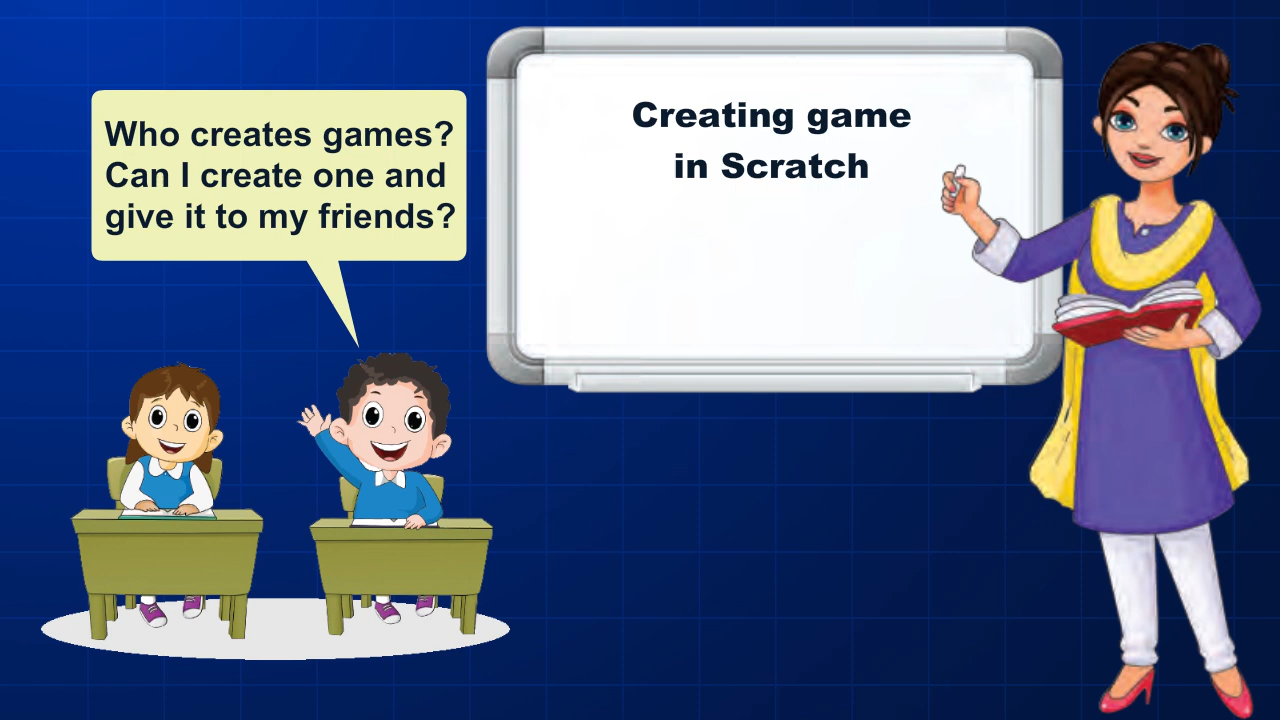 Who creates games?
Can I create one and
give it to my friends?
Creating game
in Scratch